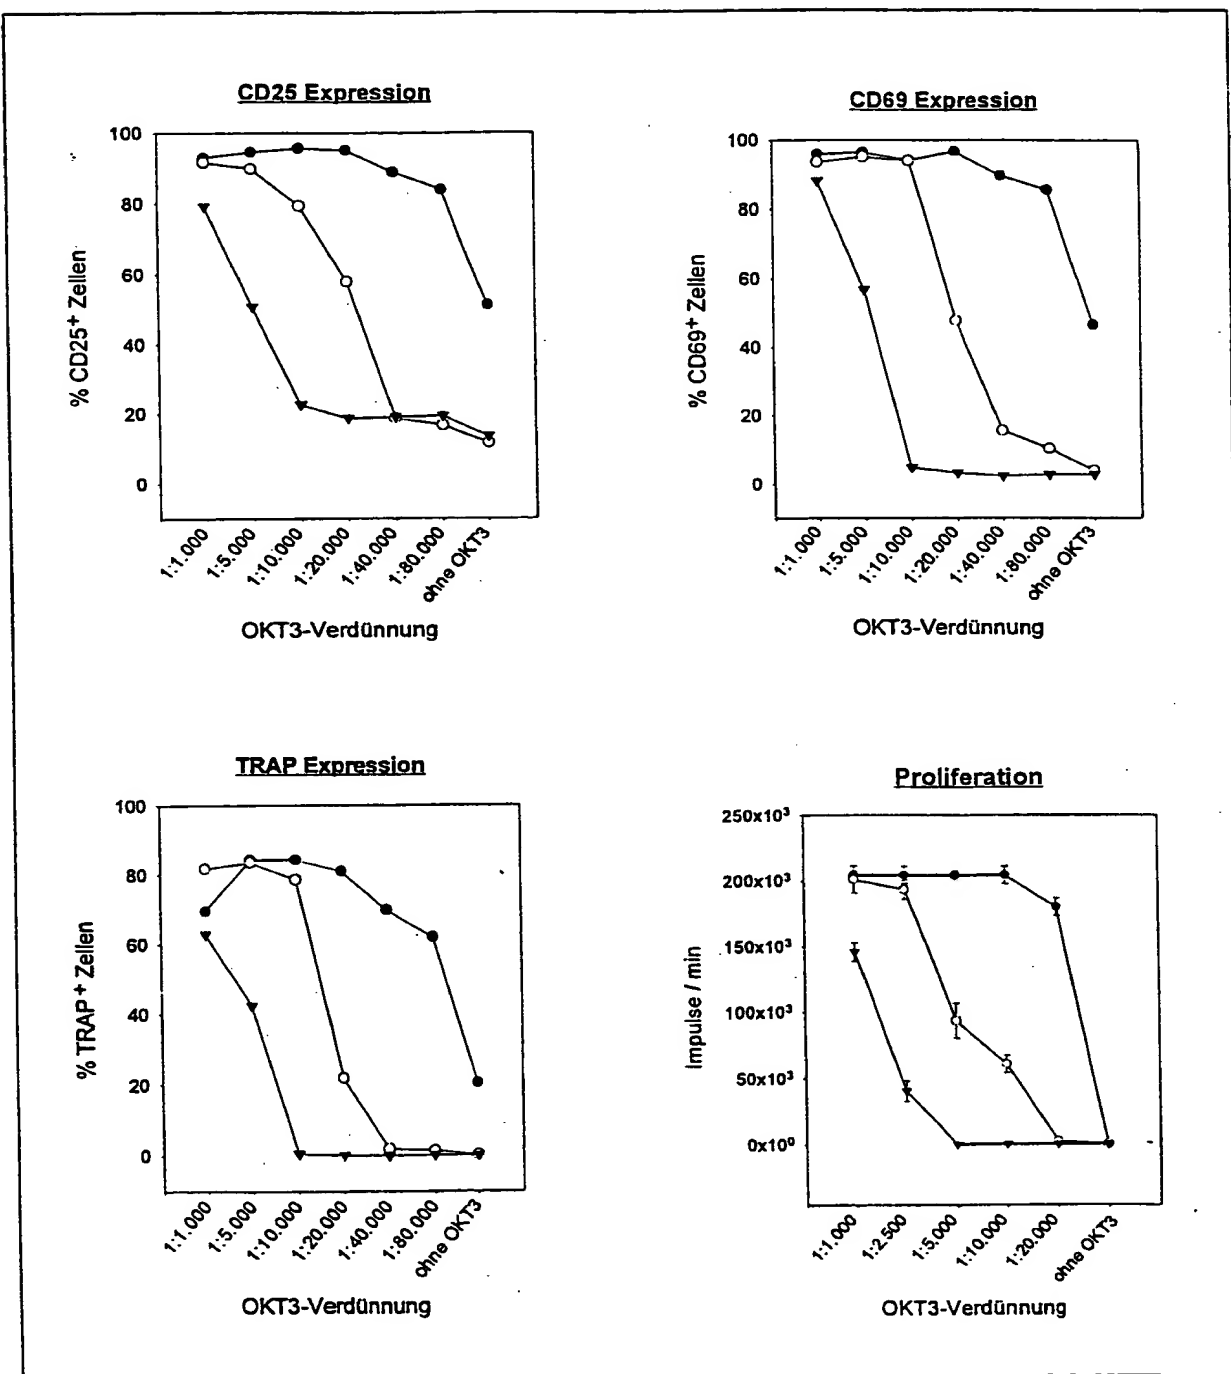 CD25 Expression
100
80
60
40
20
0
% CD25+ Zellen
1:1.000
1:5.000
1:10.000
1:20.000
1:40.000
1:80.000
ohne OKT3
OKT3-Verdünnung
CD69 Expression
100
80
60
40
20
0
% CD69+ Zellen
1:1.000
1:5.000
1:10.000
1:20.000
1:40.000
1:80.000
ohne OKT3
OKT3-Verdünnung
TRAP Expression
100
80
60
40
20
0
% TRAP + Zellen
1:1.000
1:5.000
1:10.000
1:20.000
1:40.000
1:80.000
ohne OKT3
OKT3-Verdünnung
Proliferation
250x10³
200x10³
150x10³
100x10³
50x10³
0x10⁰
Impulse / min
1:1.000
1:2.500
1:5.000
1:10.000
1:20.000
ohne OKT3
OKT3-Verdünnung